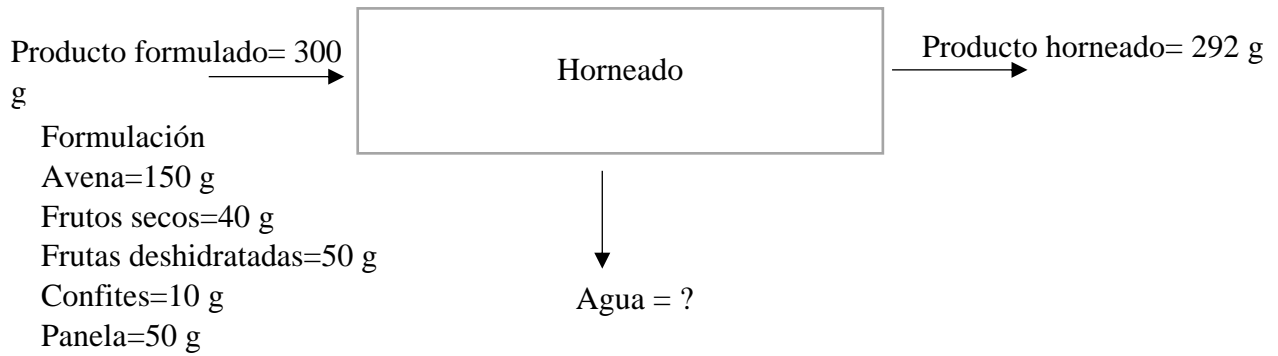 Producto formulado= 300
g
Formulación
Avena=150 g
Frutos secos=40 g
Frutas deshidratadas=50 g
Confites=10 g
Panela=50 g
Horneado
Agua = ?
Producto horneado= 292 g